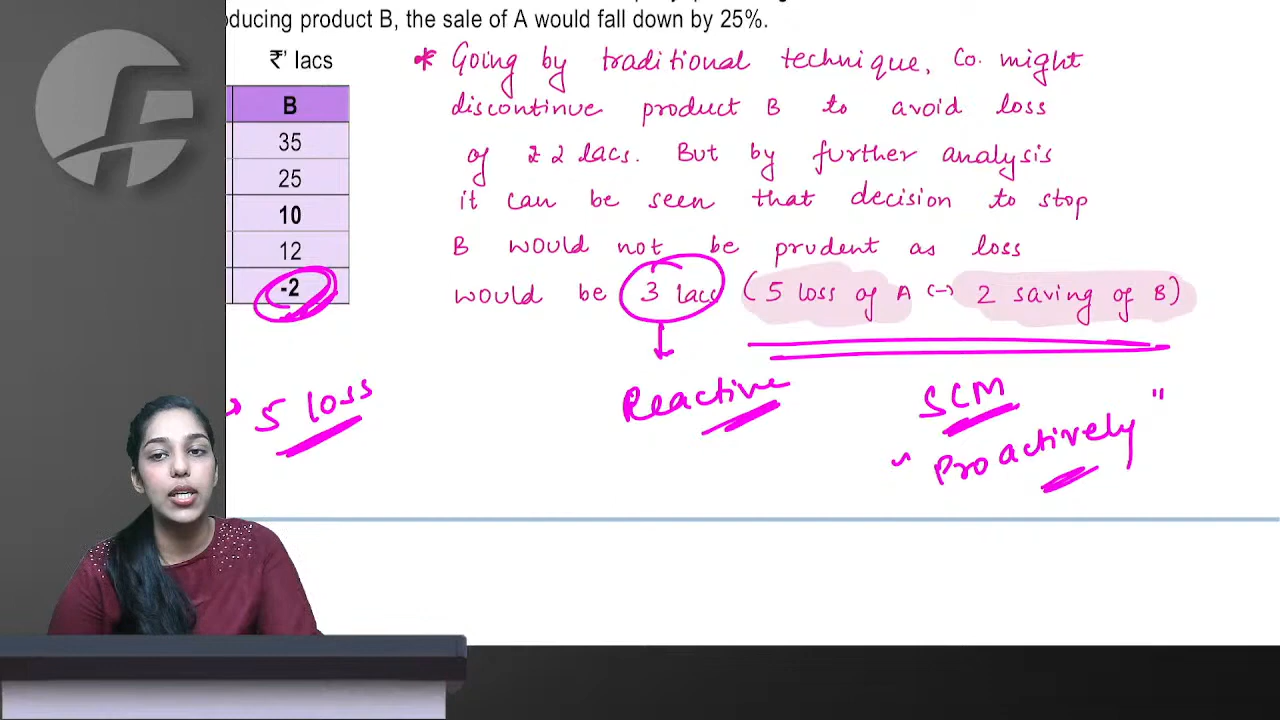 oducing product B, the sale of A would fall down by 25%.
₹' lacs
B
35
25
10
12
-2
* Going by traditional technique, Co. might
discontinue product B to avoid loss
of ₹ 2 lacs. But by further analysis
it can be seen that decision to stop
B would not be prudent as loss
would be 3 lacs (5 loss of A (-) 2 saving of B)
5 loss
Reactive
SCM
"Proactively"